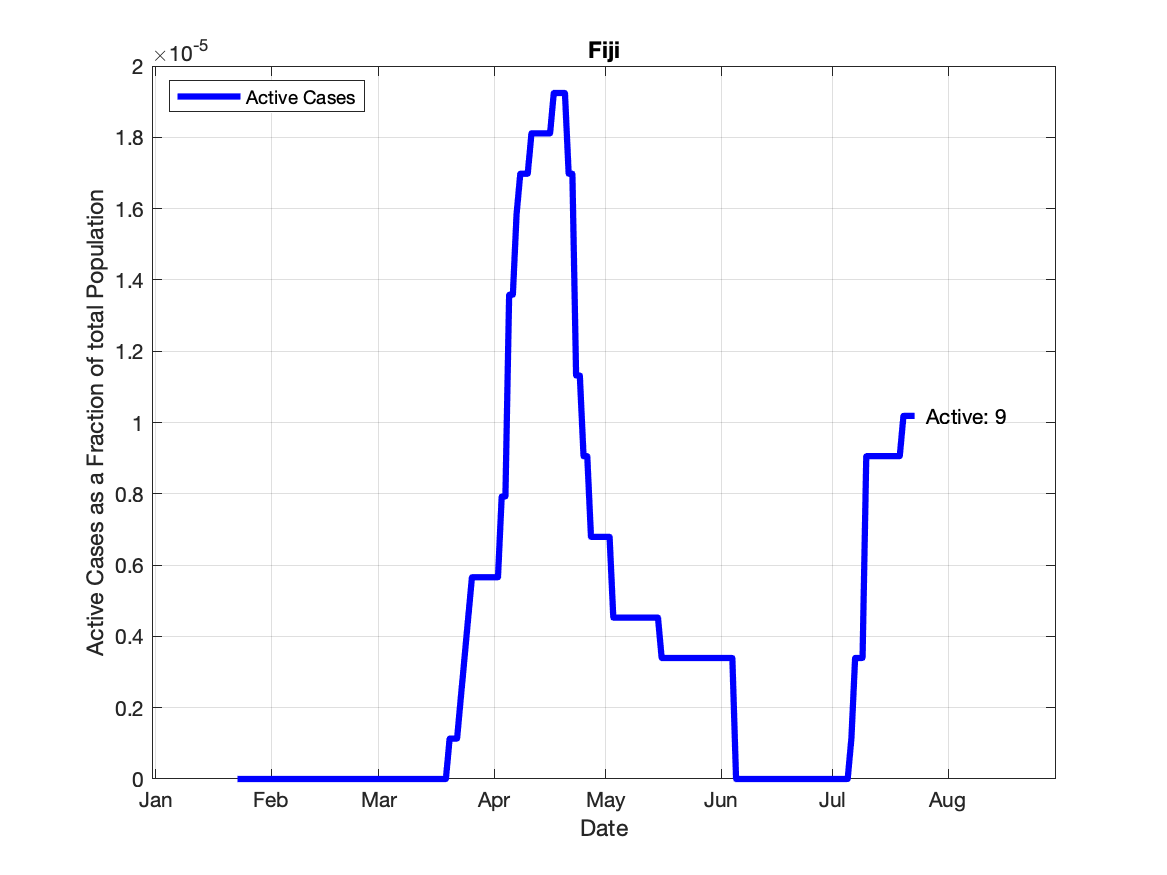 Fiji
×10-5
Active Cases
2
1.8
1.6
1.4
1.2
1
0.8
0.6
0.4
0.2
0
Active Cases as a Fraction of total Population
Active: 9
Jan Feb Mar Apr May Jun Jul Aug
Date